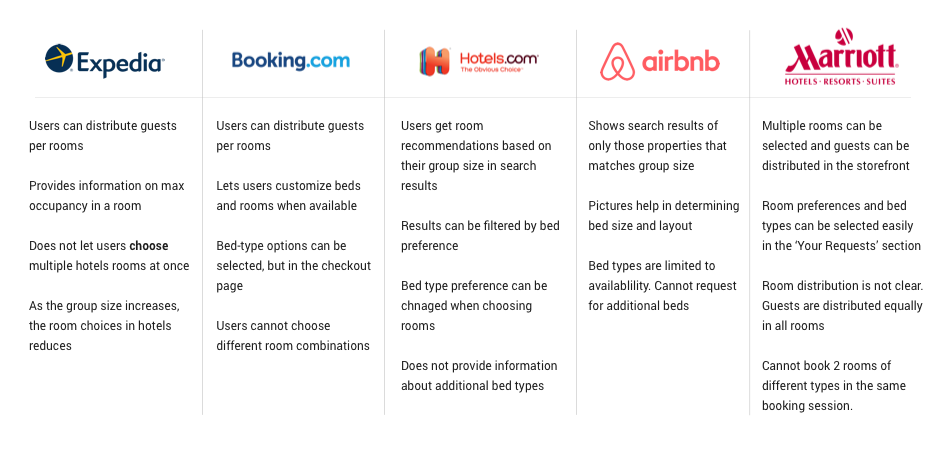 Expedia®
Booking.com
Hotels.com™
The Obvious Choice™
airbnb
Marriott®
HOTELS · RESORTS · SUITES
Users can distribute guests
per rooms
Provides information on max
occupancy in a room
Does not let users choose
multiple hotels rooms at once
As the group size increases,
the room choices in hotels
reduces
Users can distribute guests
per rooms
Lets users customize beds
and rooms when available
Bed-type options can be
selected, but in the checkout
page
Users cannot choose
different room combinations
Users get room
recommendations based on
their group size in search
results
Results can be filtered by bed
preference
Bed type preference can be
chnaged when choosing
rooms
Does not provide information
about additional bed types
Shows search results of
only those properties that
matches group size
Pictures help in determining
bed size and layout
Bed types are limited to
availablility. Cannot request
for additional beds
Multiple rooms can be
selected and guests can be
distributed in the storefront
Room preferences and bed
types can be selected easily
in the ‘Your Requests’ section
Room distribution is not clear.
Guests are distributed equally
in all rooms
Cannot book 2 rooms of
different types in the same
booking session.